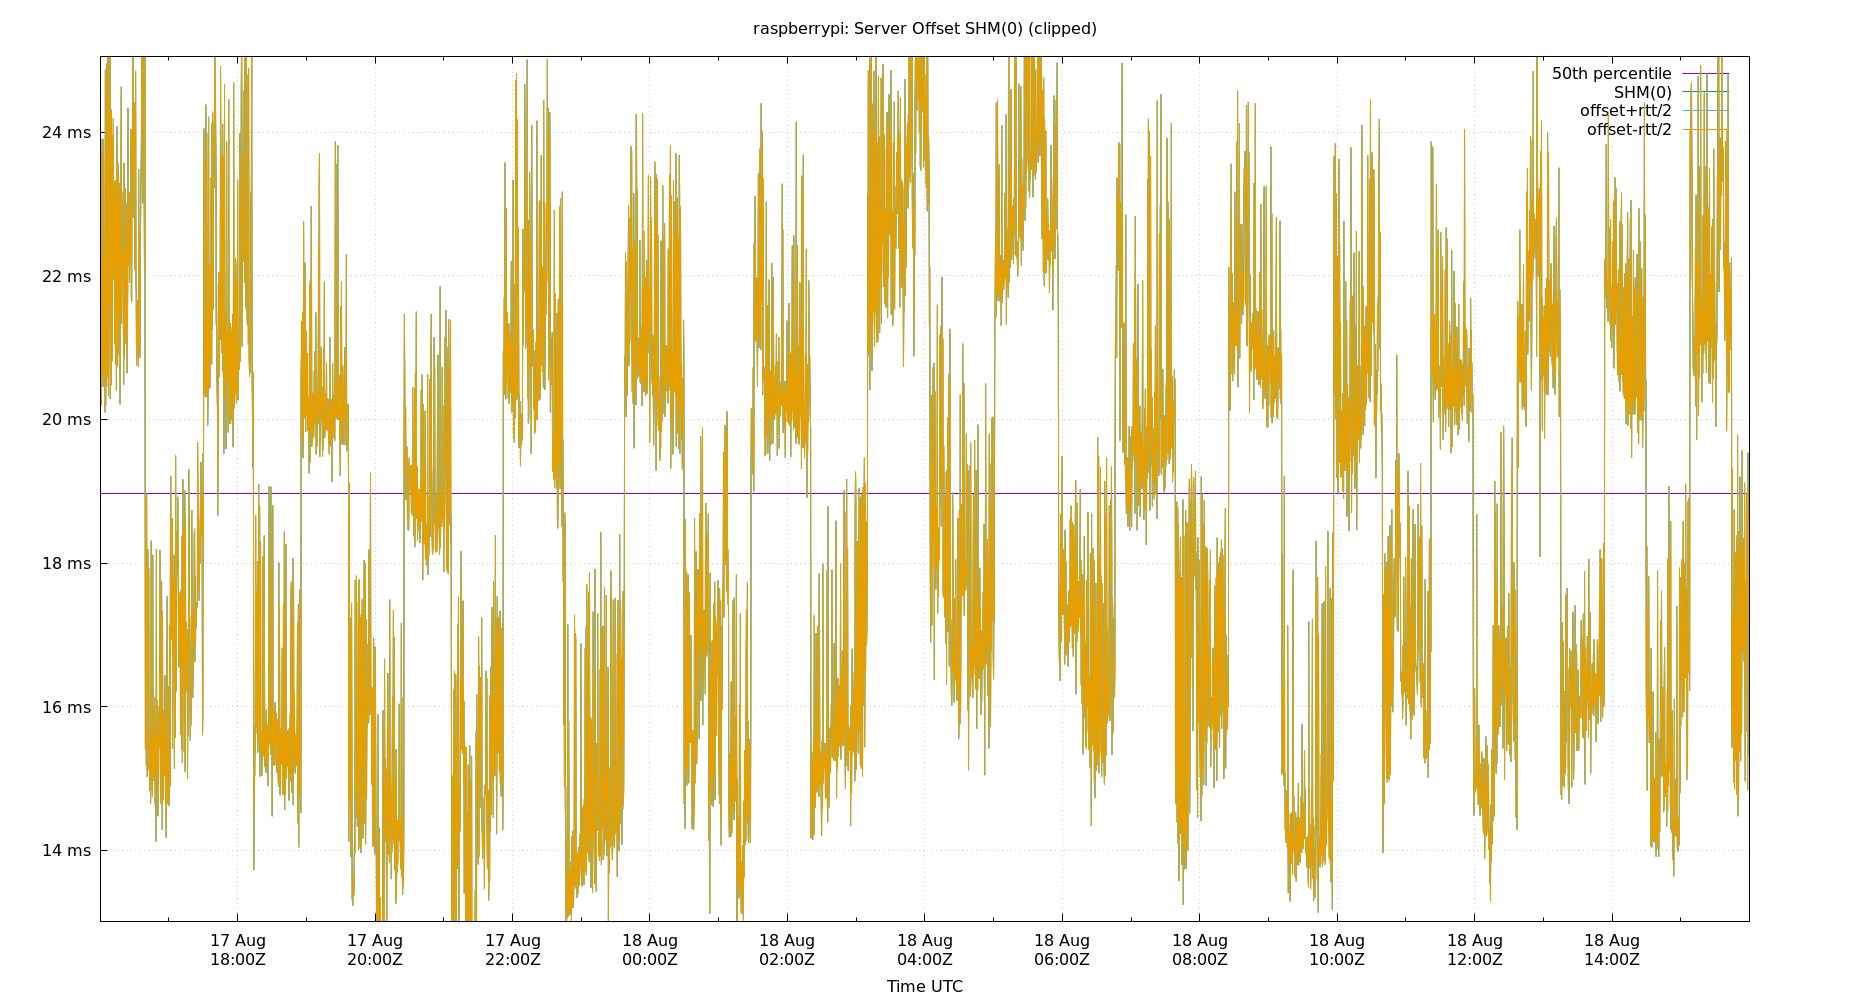 raspberrypi: Server Offset SHM(0) (clipped)
50th percentile
SHM(0)
offset+rtt/2
offset-rtt/2
24 ms
22 ms
20 ms
18 ms
16 ms
14 ms
17 Aug 17 Aug 17 Aug 18 Aug 18 Aug 18 Aug 18 Aug 18 Aug 18 Aug 18 Aug 18 Aug
18:00Z 20:00Z 22:00Z 00:00Z 02:00Z 04:00Z 06:00Z 08:00Z 10:00Z 12:00Z 14:00Z
Time UTC